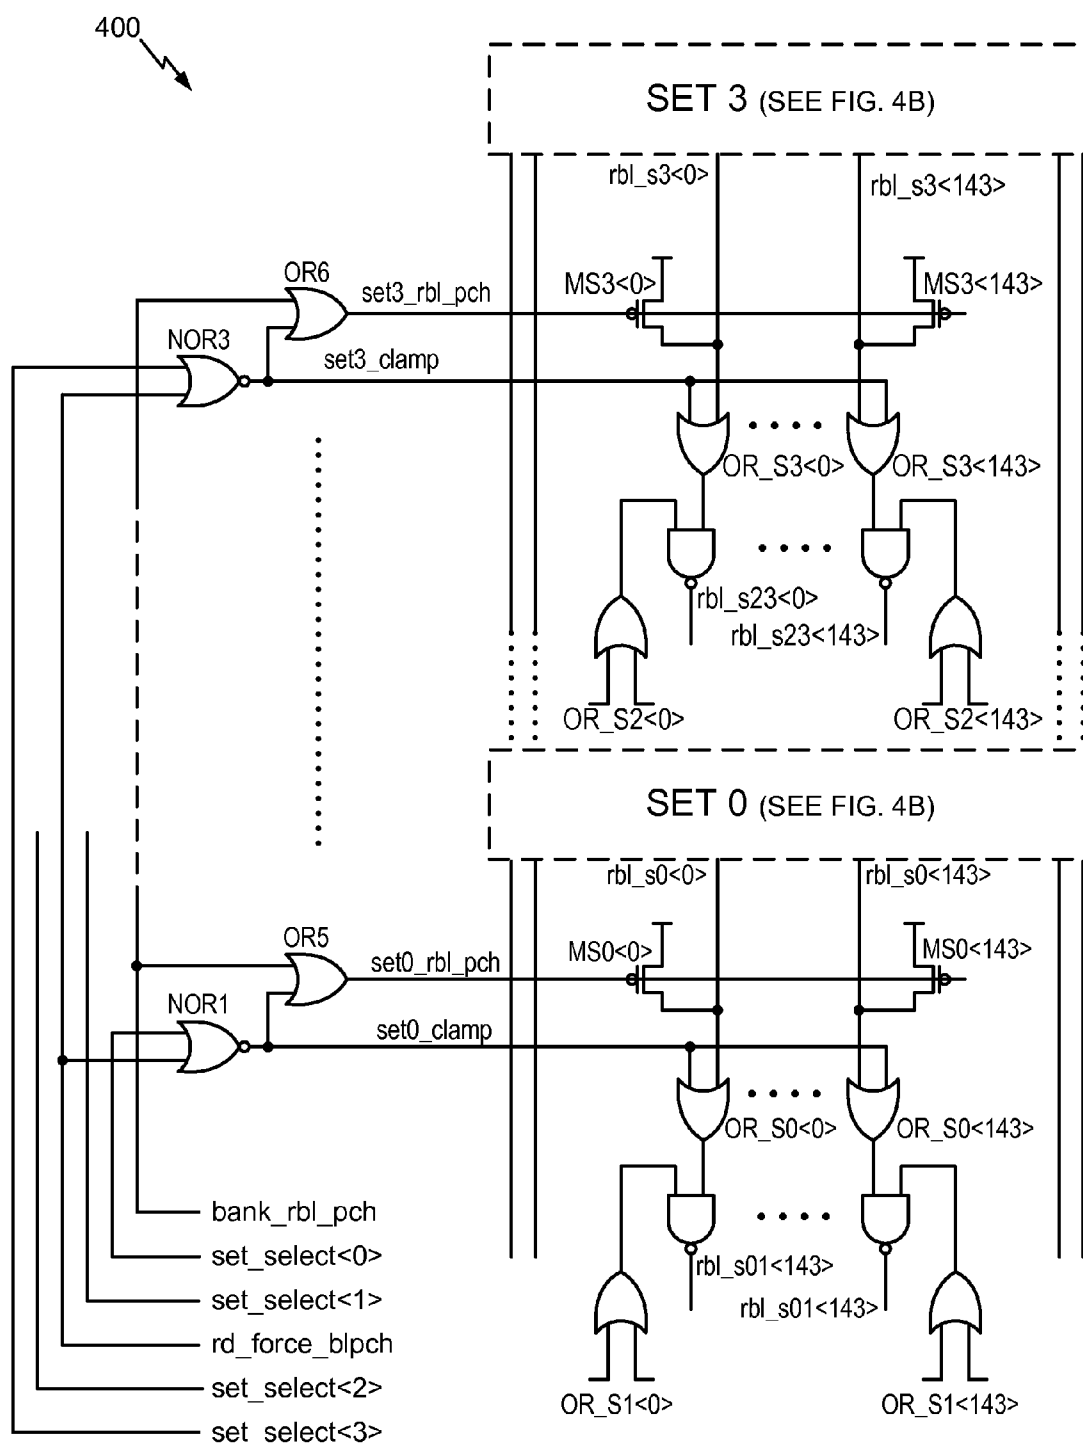 400
SET 3 (SEE FIG. 4B)
rbl_s3<0>
rbl_s3<143>
OR6
set3_rbl_pch
MS3<0>
MS3<143>
NOR3
set3_clamp
OR_S3<0>
OR_S3<143>
rbl_s23<0>
rbl_s23<143>
OR_S2<0>
OR_S2<143>
SET 0 (SEE FIG. 4B)
rbl_s0<0>
rbl_s0<143>
OR5
set0_rbl_pch
MS0<0>
MS0<143>
NOR1
set0_clamp
OR_S0<0>
OR_S0<143>
bank_rbl_pch
set_select<0>
rbl_s01<143>
set_select<1>
rbl_s01<143>
rd_force_blpch
set_select<2>
OR_S1<0>
OR_S1<143>
set_select<3>